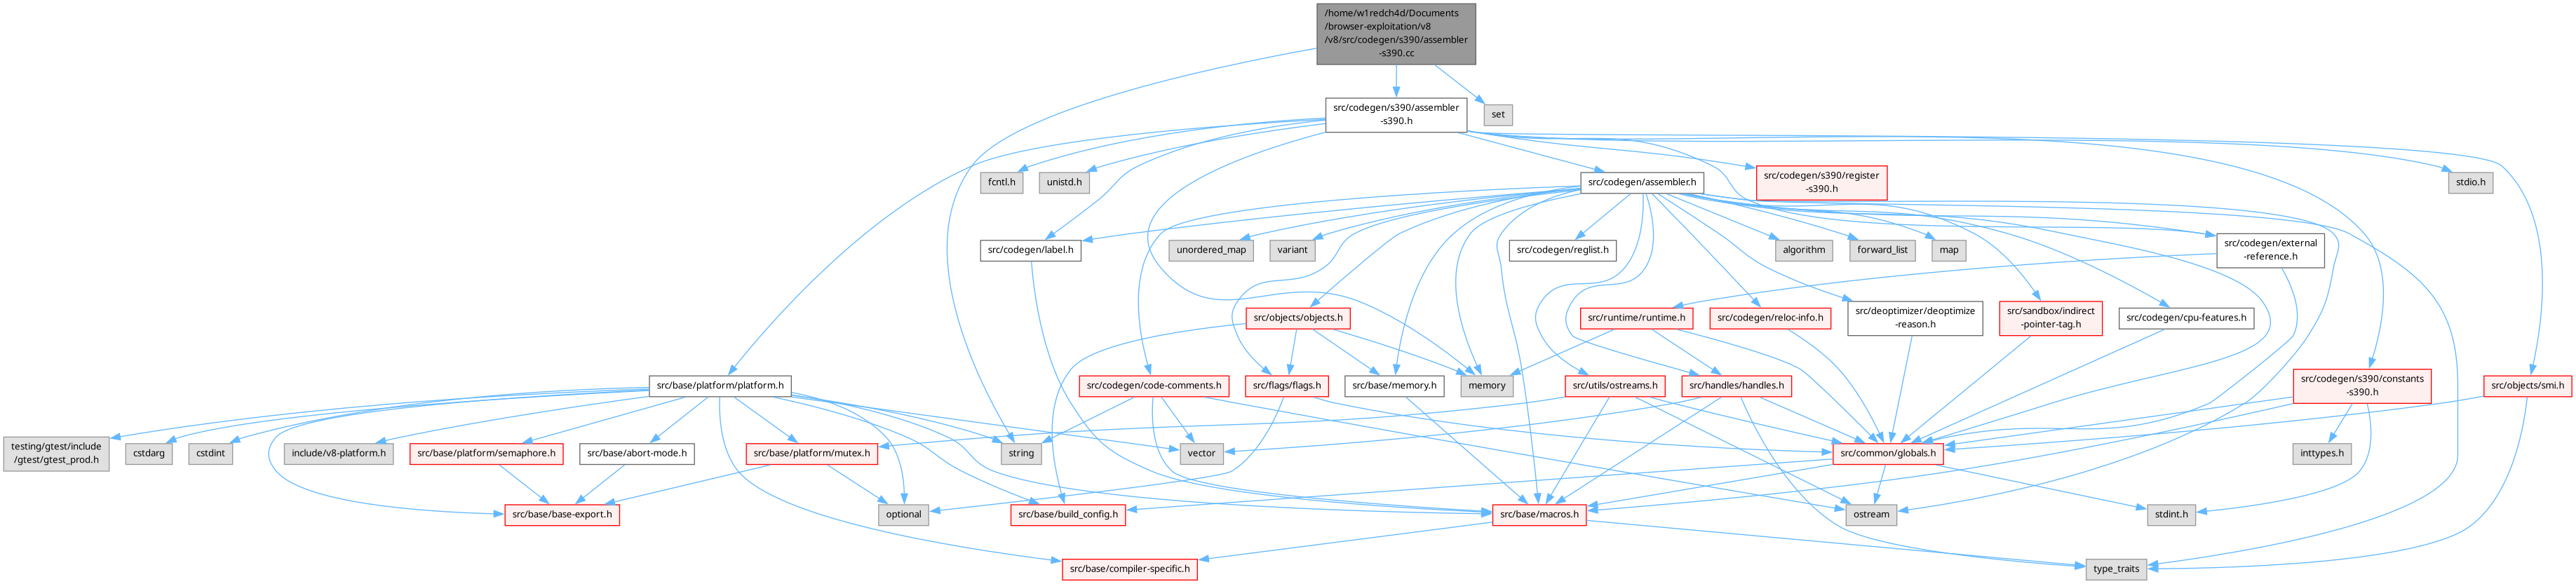 /home/w1redch4d/Documents
/browser-exploitation/v8
/v8/src/codegen/s390/assembler
-s390.cc
src/codegen/s390/assembler
-s390.h
set
fcntl.h
unistd.h
src/codegen/assembler.h
src/codegen/s390/register
-s390.h
stdio.h
src/codegen/label.h
unordered_map
variant
src/codegen/reglist.h
algorithm
forward_list
map
src/codegen/external
-reference.h
src/objects/objects.h
src/runtime/runtime.h
src/codegen/reloc-info.h
src/deoptimizer/deoptimize
-reason.h
src/sandbox/indirect
-pointer-tag.h
src/codegen/cpu-features.h
src/base/platform/platform.h
src/codegen/code-comments.h
src/flags/flags.h
src/base/memory.h
memory
src/utils/ostreams.h
src/handles/handles.h
src/codegen/s390/constants
-s390.h
src/objects/smi.h
testing/gtest/include
/gtest/gtest_prod.h
cstdarg
cstdint
include/v8-platform.h
src/base/platform/semaphore.h
src/base/abort-mode.h
src/base/platform/mutex.h
string
vector
src/common/globals.h
inttypes.h
src/base/base-export.h
optional
src/base/build_config.h
src/base/macros.h
ostream
stdint.h
src/base/compiler-specific.h
type_traits